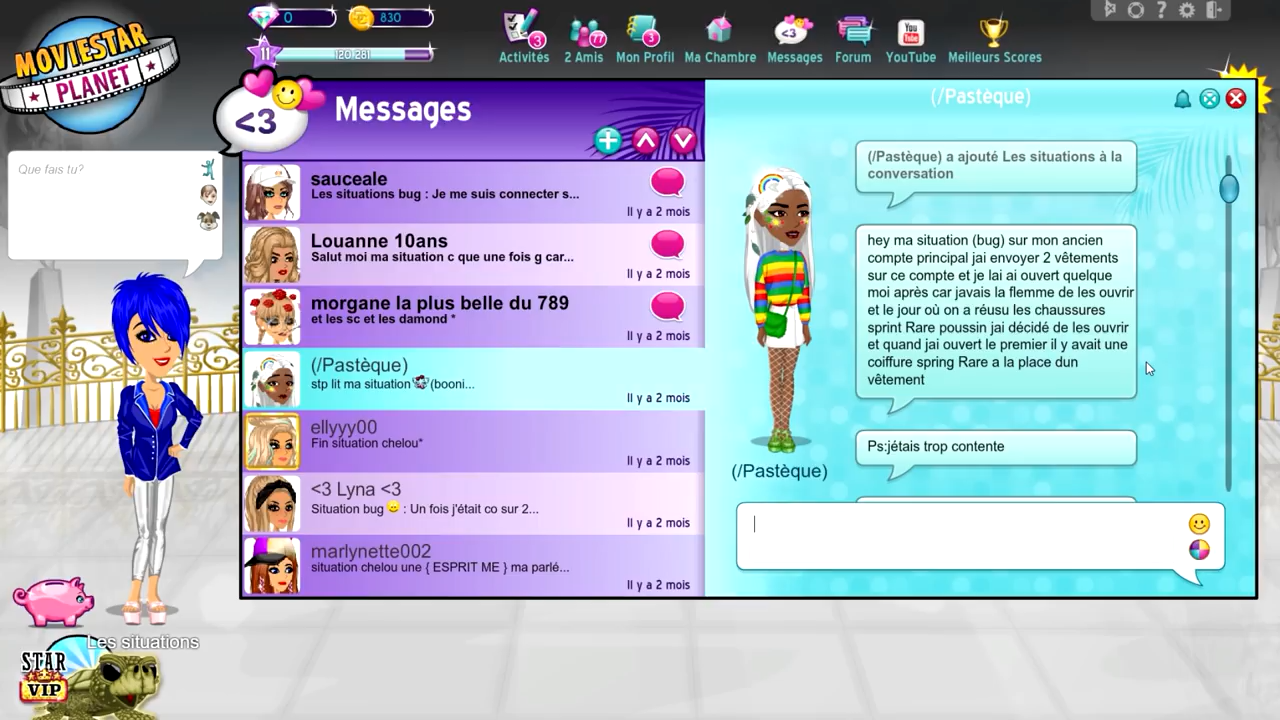 MOVIESTAR
PLANET
0
830
11
120 281
3
Activités
77
2 Amis
3
Mon Profil
Ma Chambre
<3
Messages
Forum
You
Tube
YouTube
Meilleurs Scores
Que fais tu?
<3
Messages
sauceale
Les situations bug : Je me suis connecter s...
Il y a 2 mois
Louanne 10ans
Salut moi ma situation c que une fois g car...
Il y a 2 mois
morgane la plus belle du 789
et les sc et les damond *
Il y a 2 mois
(/Pastèque)
stp lit ma situation (booni...
Il y a 2 mois
ellyyy00
Fin situation chelou*
Il y a 2 mois
<3 Lyna <3
Situation bug : Un fois j'était co sur 2...
Il y a 2 mois
marlynette002
situation chelou une { ESPRIT ME } ma parlé...
Il y a 2 mois
(/Pastèque)
(/Pastèque) a ajouté Les situations à la
conversation
hey ma situation (bug) sur mon ancien
compte principal jai envoyer 2 vêtements
sur ce compte et je lai ai ouvert quelque
moi après car javais la flemme de les ouvrir
et le jour où on a réusu les chaussures
sprint Rare poussin jai décidé de les ouvrir
et quand jai ouvert le premier il y avait une
coiffure spring Rare a la place dun
vêtement
Ps:jétais trop contente
(/Pastèque)
Les situations
STAR
VIP